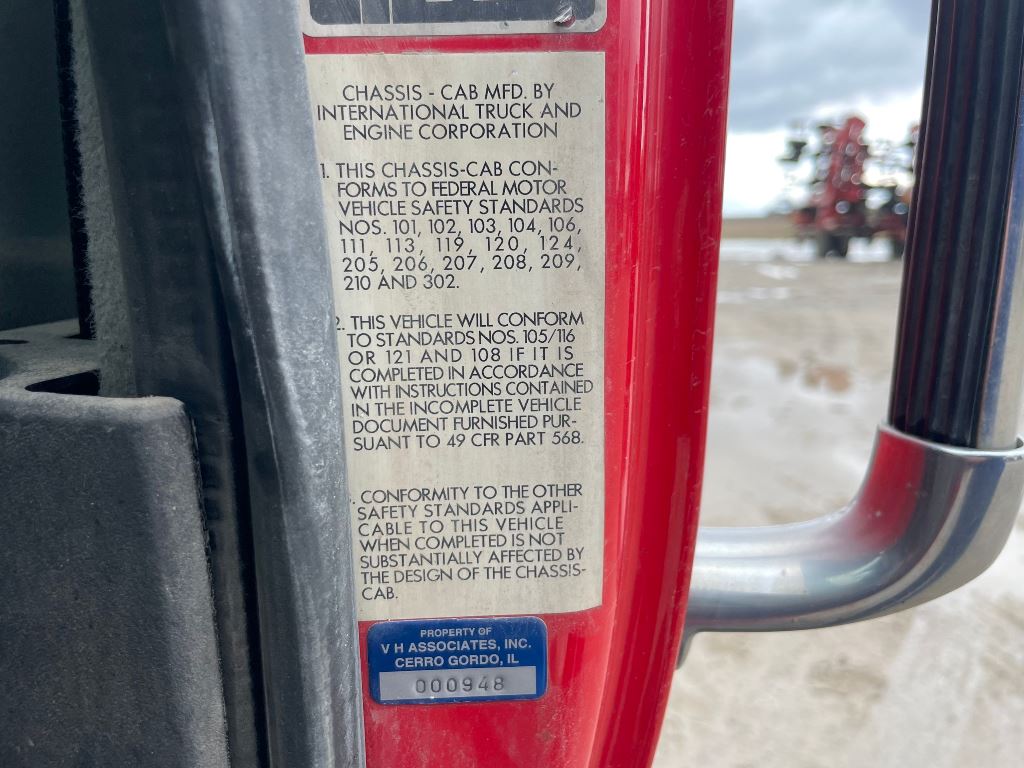 CHASSIS - CAB MFD. BY
INTERNATIONAL TRUCK AND
ENGINE CORPORATION
1. THIS CHASSIS-CAB CON-
FORMS TO FEDERAL MOTOR
VEHICLE SAFETY STANDARDS
NOS. 101, 102, 103, 104, 106,
111, 113, 119, 120, 124,
205, 206, 207, 208, 209,
210 AND 302.
2. THIS VEHICLE WILL CONFORM
TO STANDARDS NOS. 105/116
OR 121 AND 108 IF IT IS
COMPLETED IN ACCORDANCE
WITH INSTRUCTIONS CONTAINED
IN THE INCOMPLETE VEHICLE
DOCUMENT FURNISHED PUR-
SUANT TO 49 CFR PART 568.
CONFORMITY TO THE OTHER
SAFETY STANDARDS APPLI-
CABLE TO THIS VEHICLE
WHEN COMPLETED IS NOT
SUBSTANTIALLY AFFECTED BY
THE DESIGN OF THE CHASSIS-
CAB.
PROPERTY OF
V H ASSOCIATES, INC.
CERRO GORDO, IL
000948